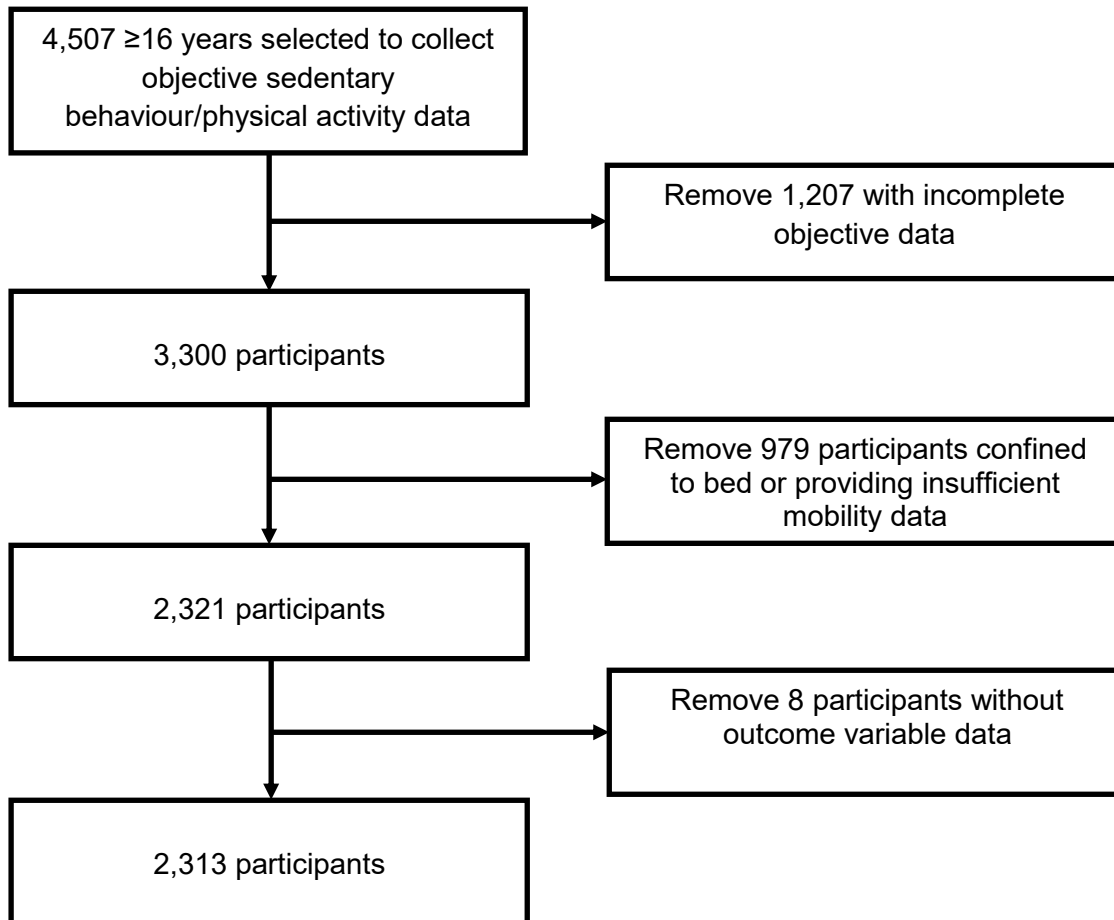 4,507 ≥16 years selected to collect
objective sedentary
behaviour/physical activity data
Remove 1,207 with incomplete
objective data
3,300 participants
Remove 979 participants confined
to bed or providing insufficient
mobility data
2,321 participants
Remove 8 participants without
outcome variable data
2,313 participants